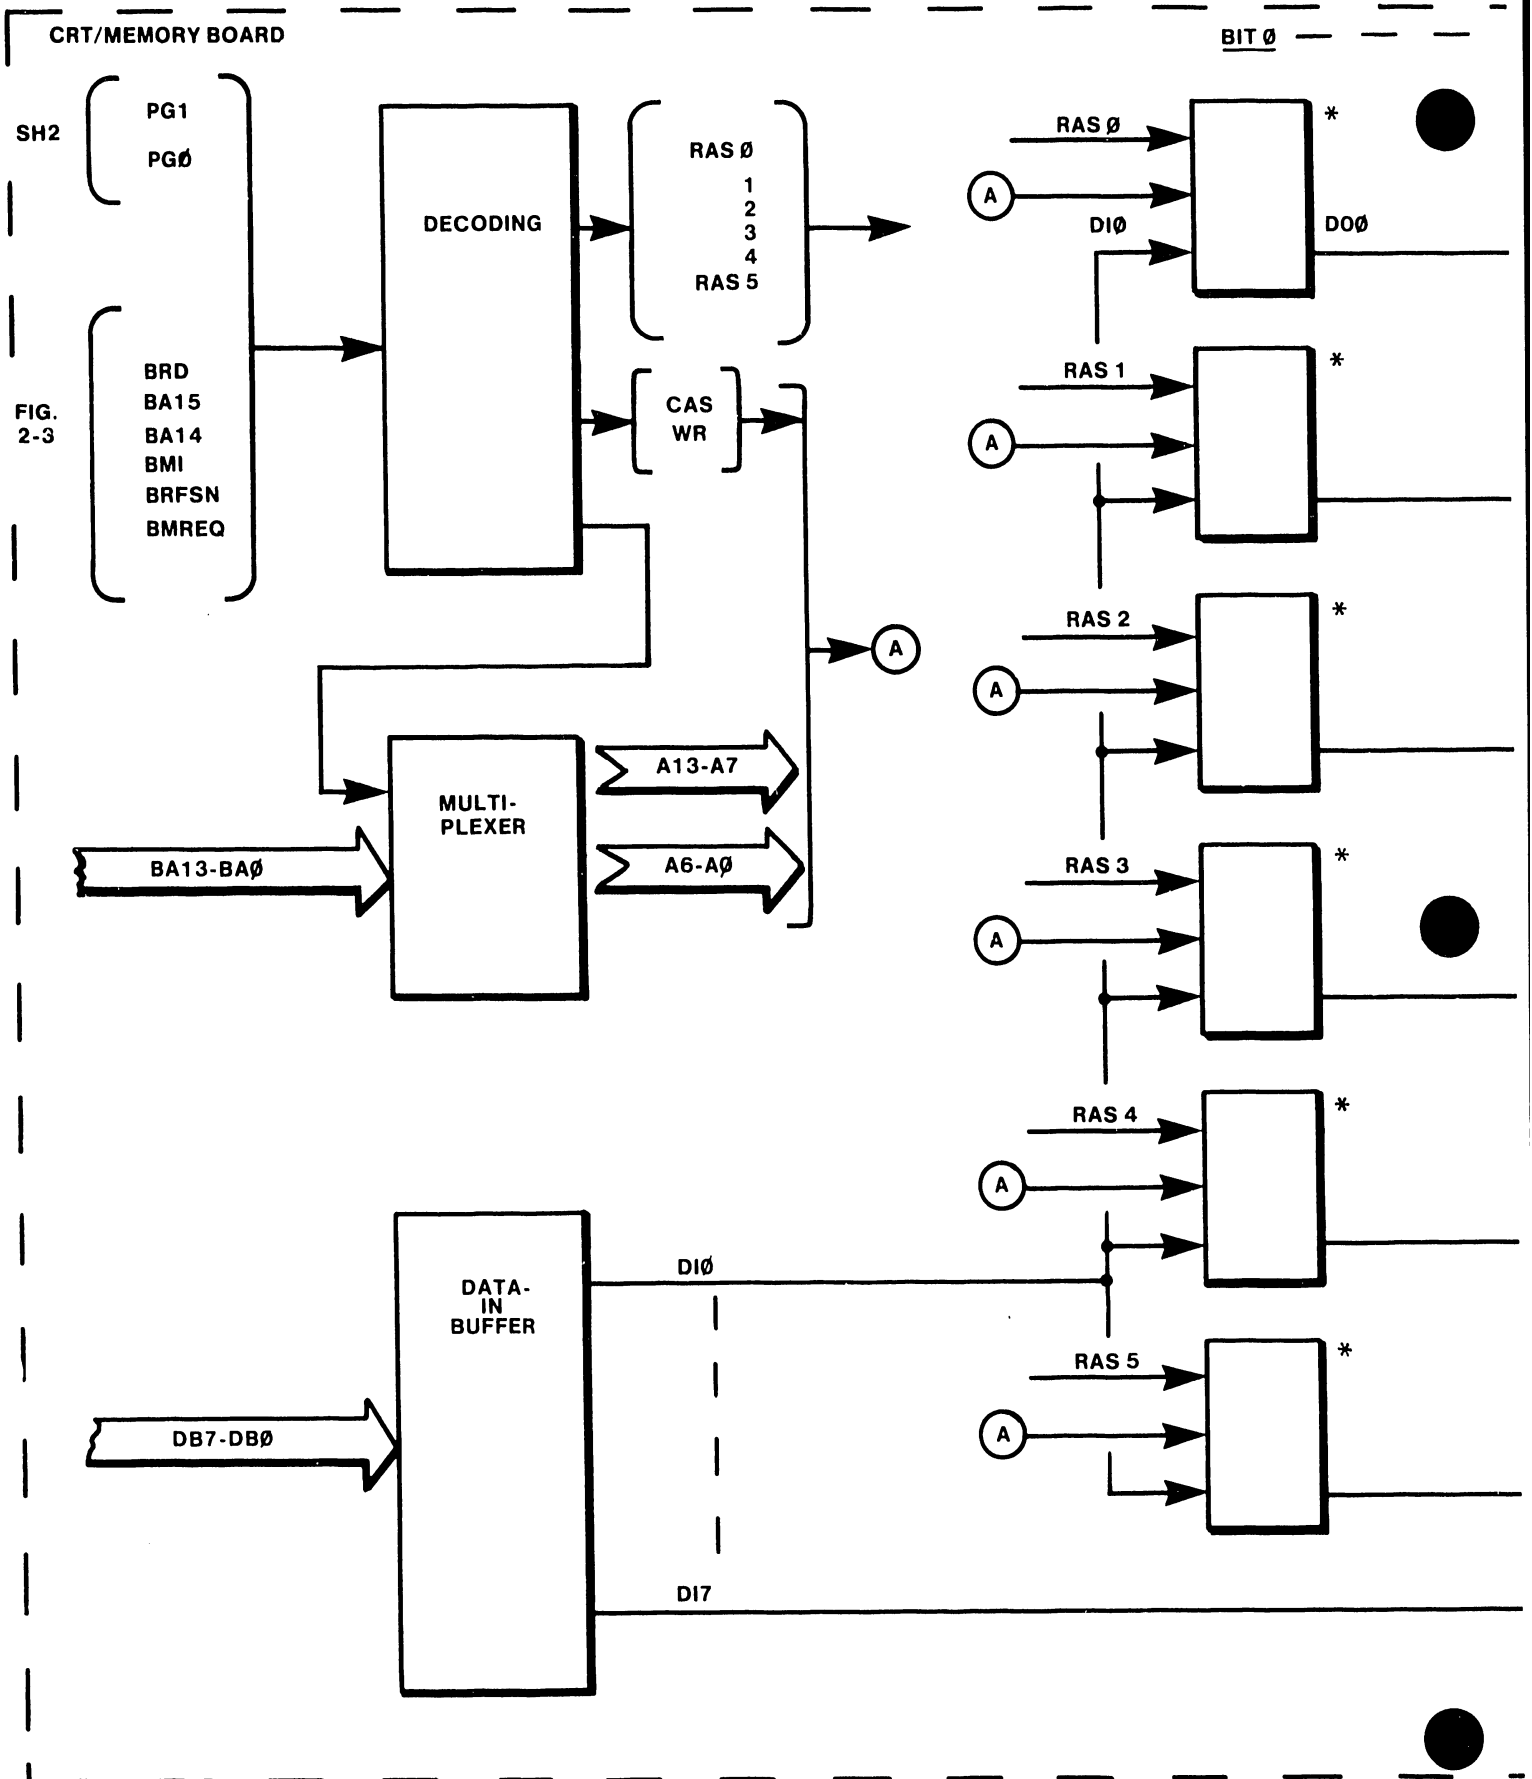 CRT/MEMORY BOARD
BIT Ø
SH2
PG1
PGØ
FIG.
2-3
BRD
BA15
BA14
BMI
BRFSN
BMREQ
DECODING
RAS Ø
1
2
3
4
RAS 5
CAS
WR
A
MULTI-
PLEXER
BA13-BAØ
A13-A7
A6-AØ
DATA-
IN
BUFFER
DB7-DBØ
DIØ
DI7
RAS Ø
*
A
DIØ
DOØ
RAS 1
*
A
RAS 2
*
A
RAS 3
*
A
RAS 4
*
A
RAS 5
*
A